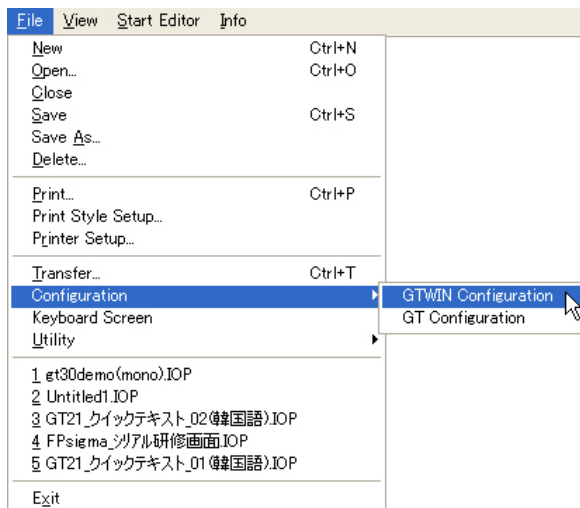 File View Start Editor Info
New Ctrl+N
Open... Ctrl+O
Close
Save Ctrl+S
Save As...
Delete...
Print... Ctrl+P
Print Style Setup...
Printer Setup...
Transfer... Ctrl+T
Configuration GTWIN Configuration
Keyboard Screen GT Configuration
Utility
1 gt30demo(mono).IOP
2 Untitled1.IOP
3 GT21_クイックテキスト_02(韓国語).IOP
4 FPsigma_シリアル研修画面.IOP
5 GT21_クイックテキスト_01(韓国語).IOP
Exit